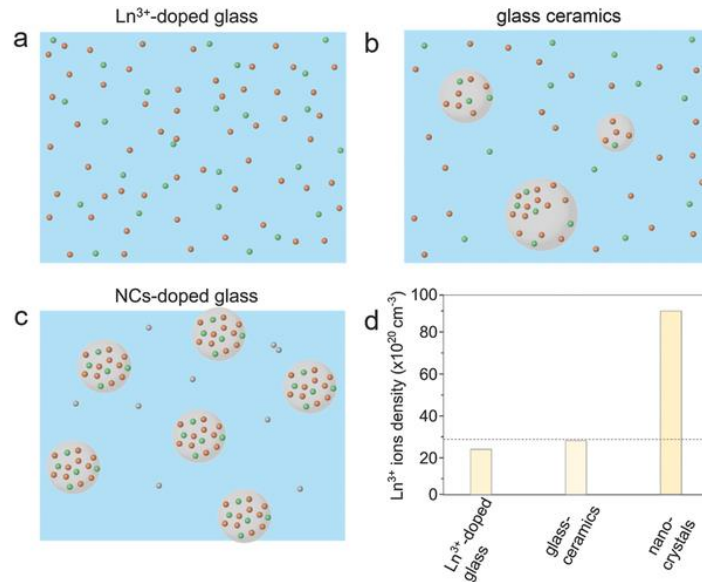 Ln³⁺-doped glass
a
glass ceramics
b
NCs-doped glass
c
d
Ln³⁺ ions density (x10²⁰ cm⁻³)
100
80
60
40
20
0
Ln³⁺-doped
glass
glass-
ceramics
nano-
crystals